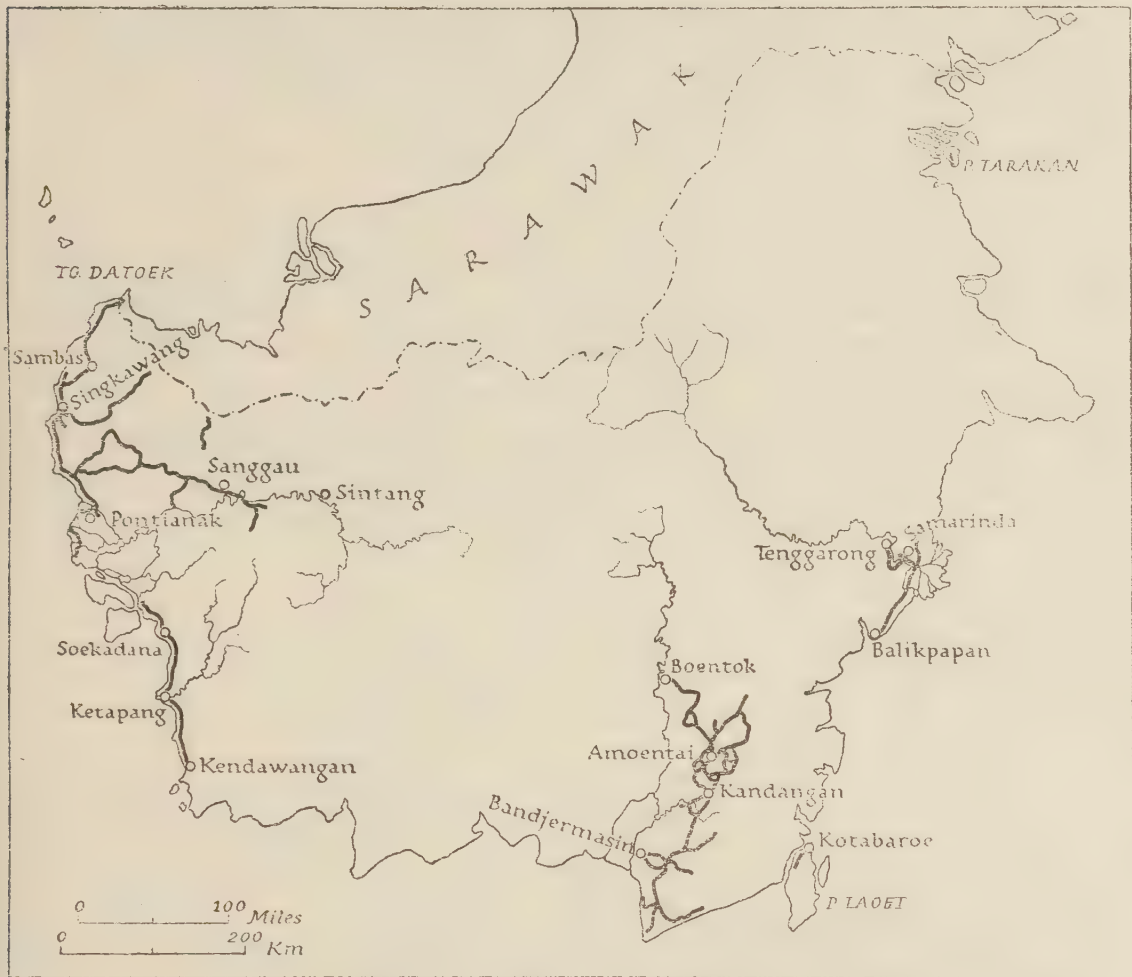 SARAWAK
P. TARAKAN
TG. DATOEK
Sambas
Singkawang
Sanggau
Sintang
Pontianak
Samarinda
Tenggarong
Soekadana
Balikpapan
Boentok
Ketapang
Amoentai
Kendawangan
Kandangan
Bandjermasin
Kotabaroe
P. LAOET
0 100 Miles
0 200 Km